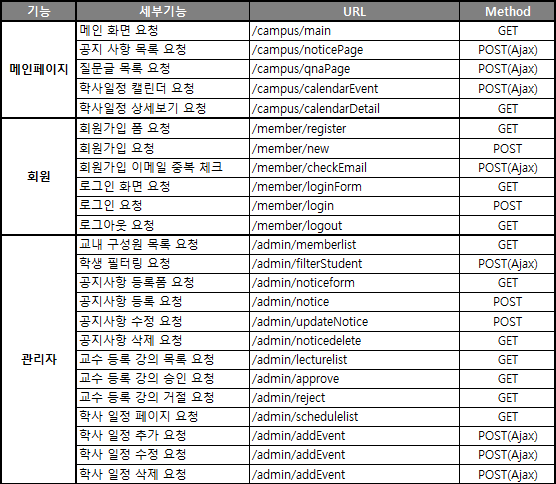 기능 세부기능 URL Method
메인페이지
메인 화면 요청 /campus/main GET
공지 사항 목록 요청 /campus/noticePage POST(Ajax)
질문글 목록 요청 /campus/qnaPage POST(Ajax)
학사일정 캘린더 요청 /campus/calendarEvent POST(Ajax)
학사일정 상세보기 요청 /campus/calendarDetail GET
회원
회원가입 폼 요청 /member/register GET
회원가입 요청 /member/new POST
회원가입 이메일 중복 체크 /member/checkEmail POST(Ajax)
로그인 화면 요청 /member/loginForm GET
로그인 요청 /member/login POST
로그아웃 요청 /member/logout GET
관리자
교내 구성원 목록 요청 /admin/memberlist GET
학생 필터링 요청 /admin/filterStudent POST(Ajax)
공지사항 등록폼 요청 /admin/noticeform GET
공지사항 등록 요청 /admin/notice POST
공지사항 수정 요청 /admin/updateNotice POST
공지사항 삭제 요청 /admin/noticedelete GET
교수 등록 강의 목록 요청 /admin/lecturelist GET
교수 등록 강의 승인 요청 /admin/approve GET
교수 등록 강의 거절 요청 /admin/reject GET
학사 일정 페이지 요청 /admin/schedulelist GET
학사 일정 추가 요청 /admin/addEvent POST(Ajax)
학사 일정 수정 요청 /admin/addEvent POST(Ajax)
학사 일정 삭제 요청 /admin/addEvent POST(Ajax)